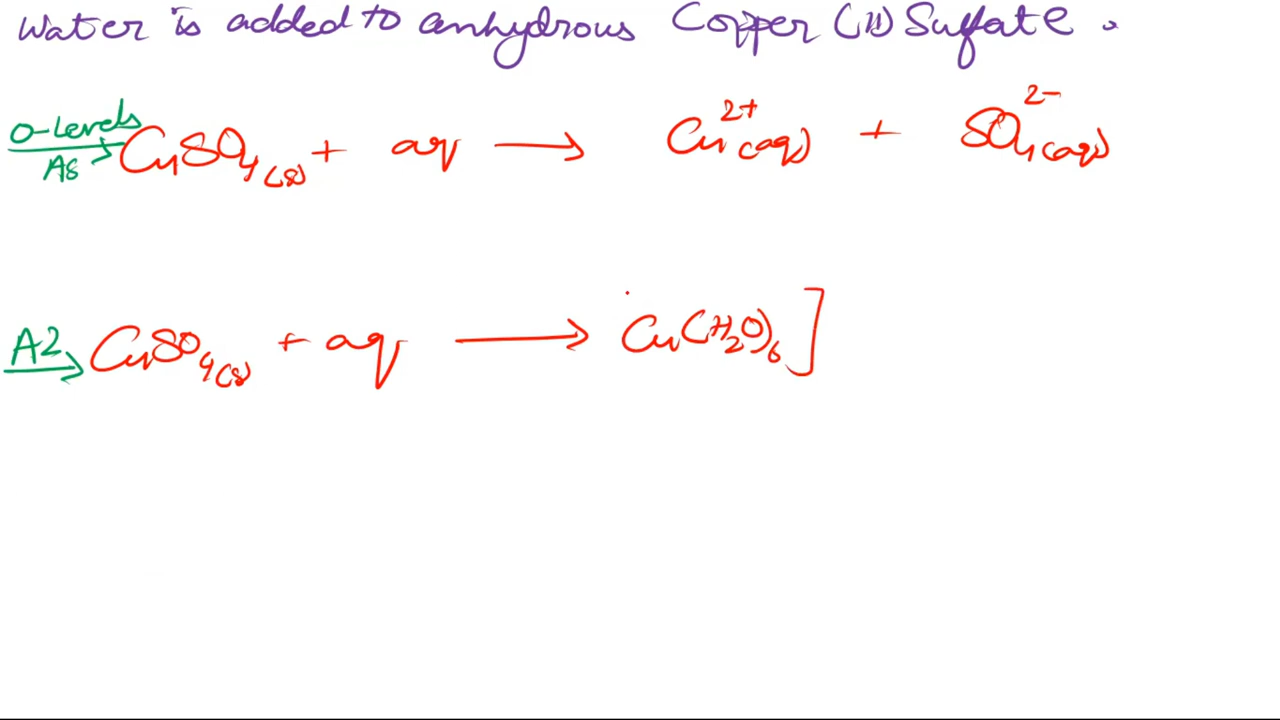 Water is added to anhydrous Copper (II) Sulfate.
O-Levels
AS
CuSO₄(s) + aq → Cu²⁺(aq) + SO₄²⁻(aq)
A2 CuSO₄(s) + aq → Cu(H₂O)₆]